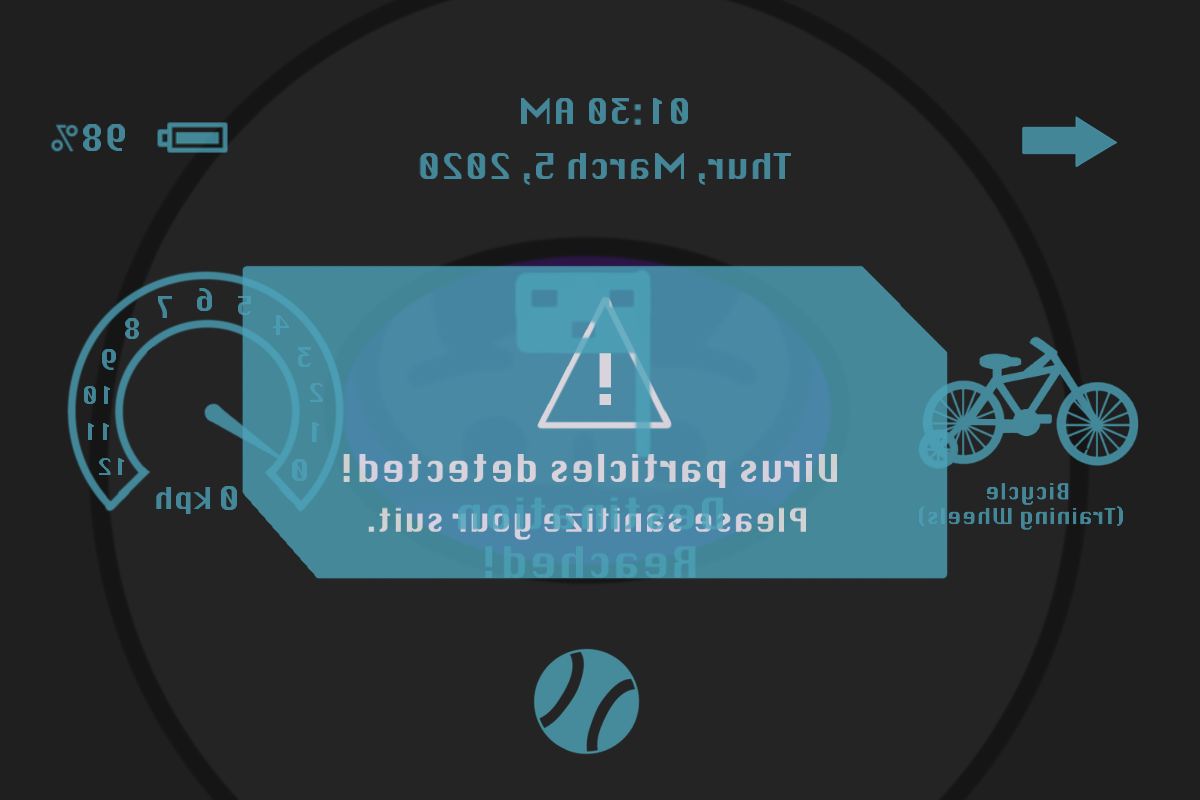 01:30 AM
Thur, March 5, 2020
98%
0
1
2
3
4
5
6
7
8
9
10
11
12
0 kph
Virus particles detected!
Please sanitize your suit.
Destination
Reached!
Bicycle
(Training Wheels)